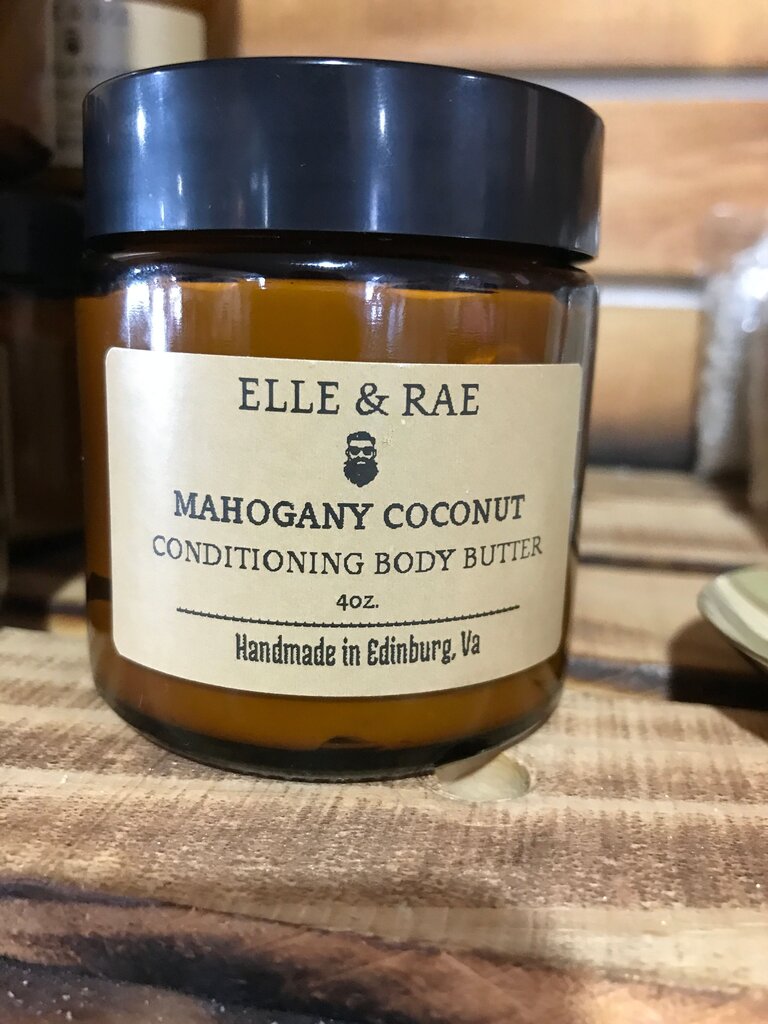 ELLE & RAE
MAHOGANY COCONUT
CONDITIONING BODY BUTTER
4oz.
Handmade in Edinburg, Va